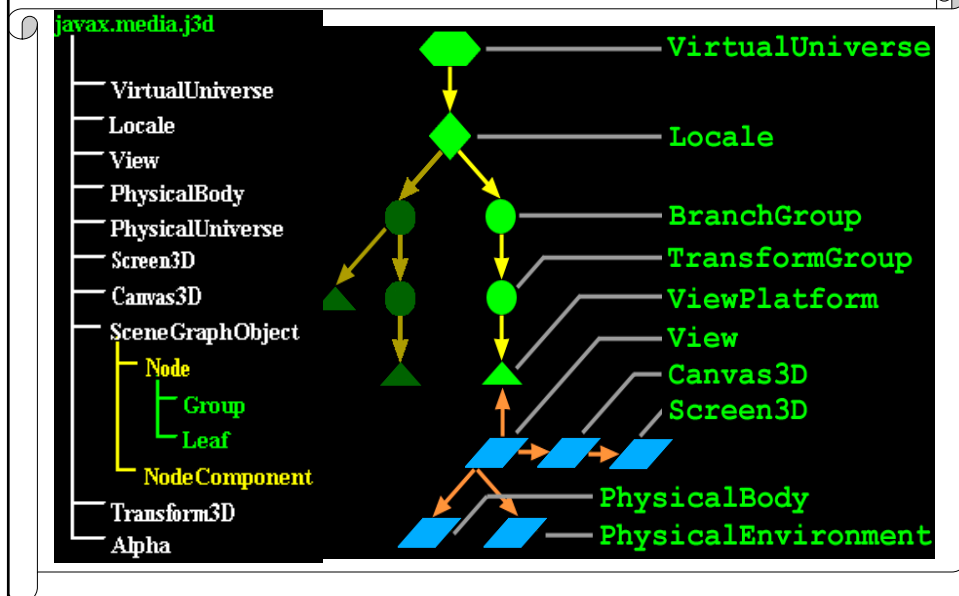 javax.media.j3d
VirtualUniverse
Locale
View
PhysicalBody
PhysicalUniverse
Screen3D
Canvas3D
SceneGraphObject
Node
Group
Leaf
NodeComponent
Transform3D
Alpha
VirtualUniverse
Locale
BranchGroup
TransformGroup
ViewPlatform
View
Canvas3D
Screen3D
PhysicalBody
PhysicalEnvironment